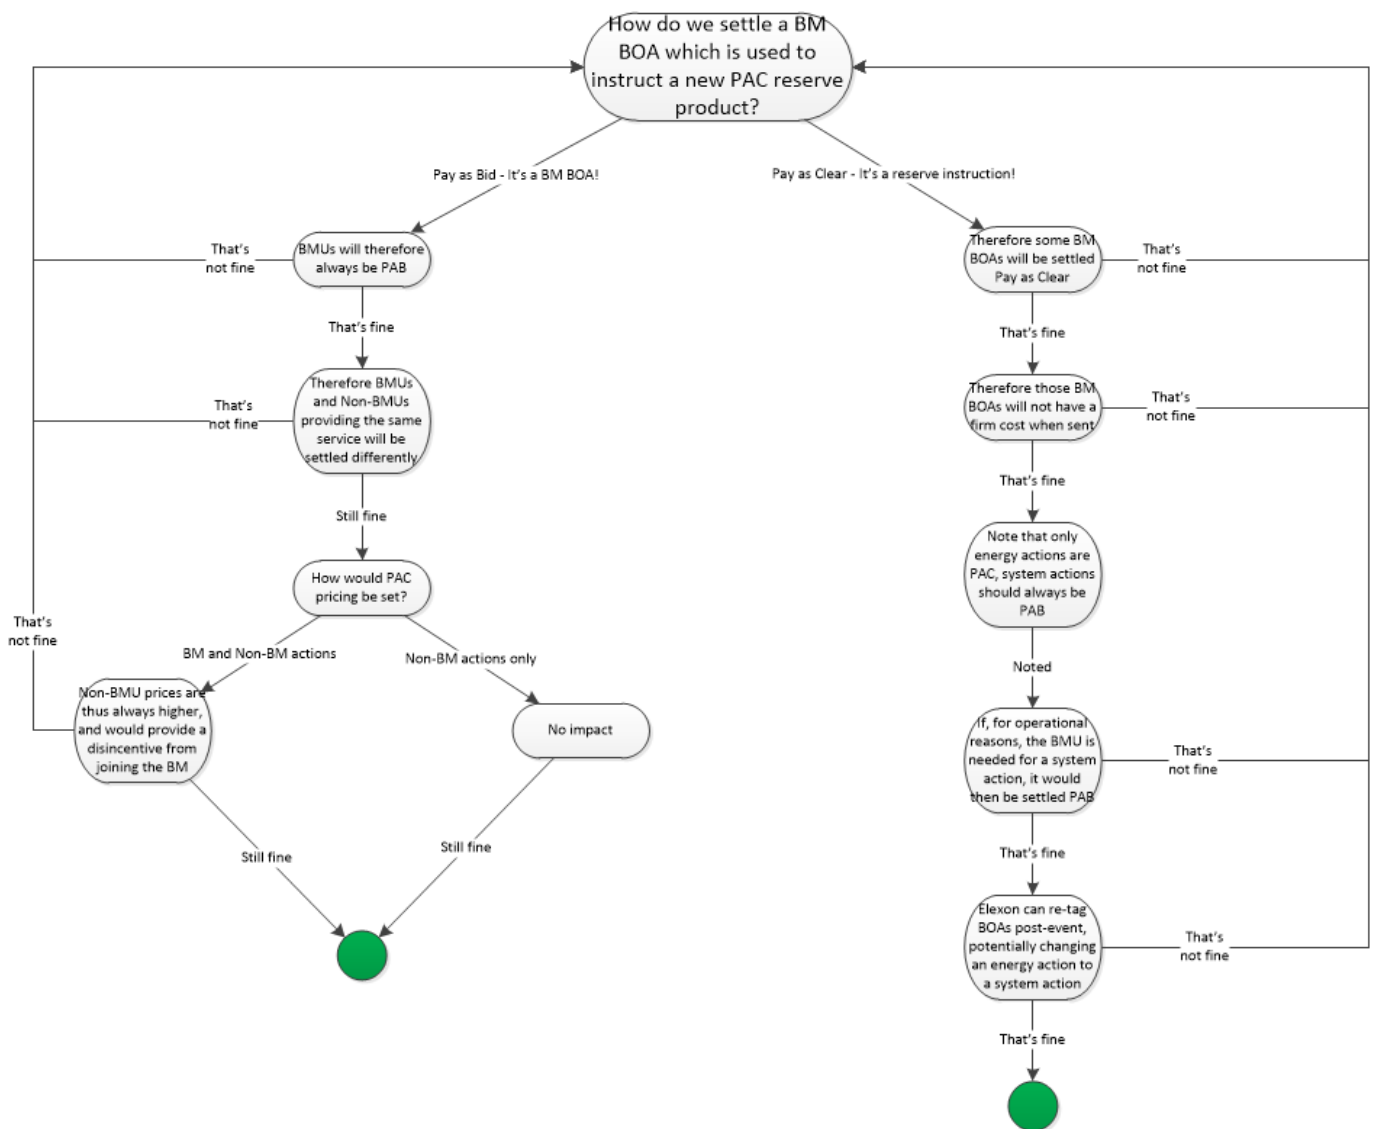 How do we settle a BM
BOA which is used to
instruct a new PAC reserve
product?
Pay as Bid - It's a BM BOA!
Pay as Clear - It's a reserve instruction!
That's
not fine
BMUs will therefore
always be PAB
Therefore some BM
BOAs will be settled
Pay as Clear
That's
not fine
That's fine
That's fine
That's
not fine
Therefore BMUs
and Non-BMUs
providing the same
service will be
settled differently
Therefore those BM
BOAs will not have a
firm cost when sent
That's
not fine
Still fine
That's fine
How would PAC
pricing be set?
Note that only
energy actions are
PAC, system actions
should always be
PAB
That's
not fine
BM and Non-BM actions
Non-BM actions only
Noted
Non-BMU prices are
thus always higher,
and would provide a
disincentive from
joining the BM
No impact
If, for operational
reasons, the BMU is
needed for a system
action, it would
then be settled PAB
That's
not fine
Still fine
Still fine
That's fine
Elexon can re-tag
BOAs post-event,
potentially changing
an energy action to
a system action
That's
not fine
That's fine